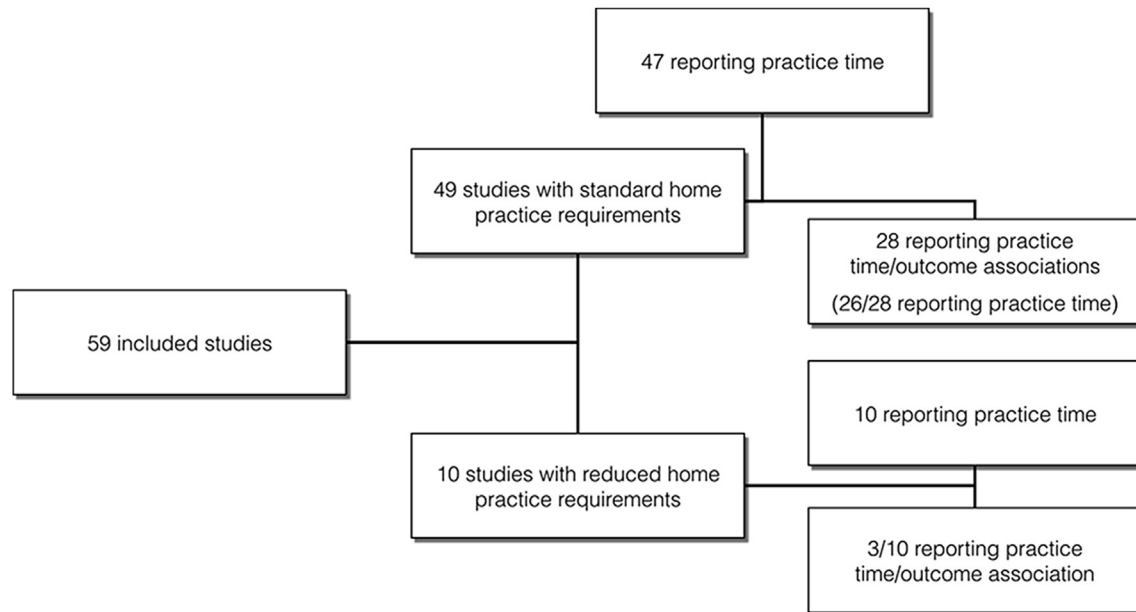 47 reporting practice time
49 studies with standard home
practice requirements
28 reporting practice
time/outcome associations
(26/28 reporting practice time)
59 included studies
10 reporting practice time
10 studies with reduced home
practice requirements
3/10 reporting practice
time/outcome association